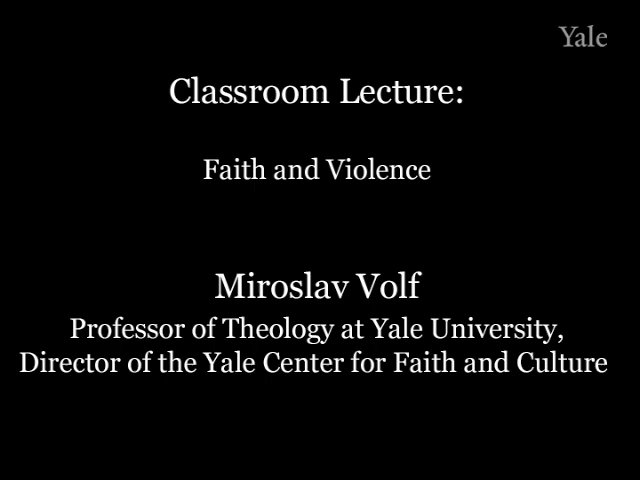 Yale
Classroom Lecture:
Faith and Violence
Miroslav Volf
Professor of Theology at Yale University,
Director of the Yale Center for Faith and Culture